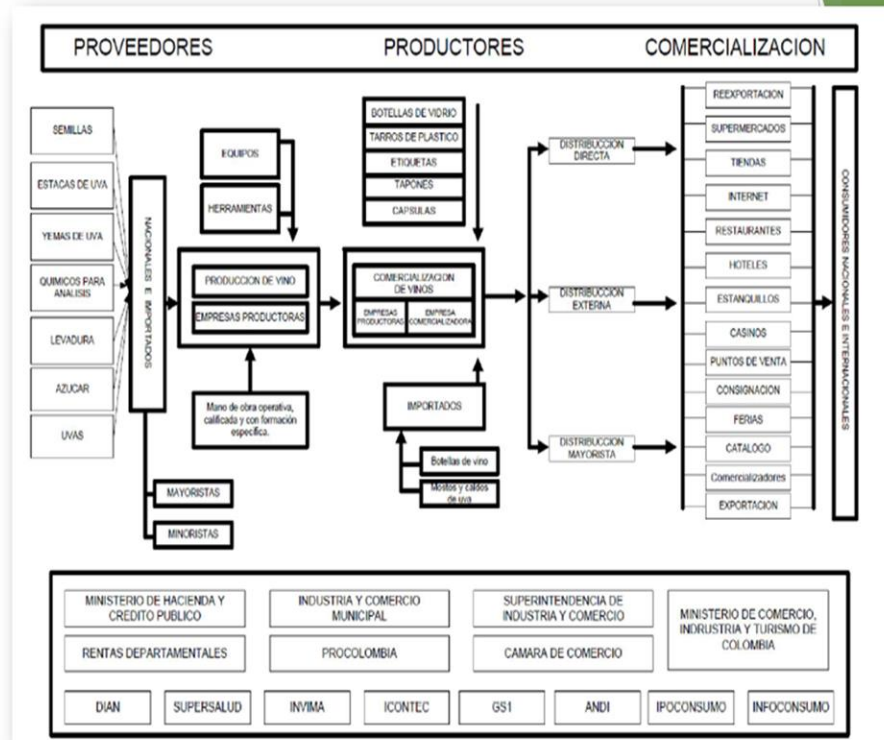 PROVEEDORES
PRODUCTORES
COMERCIALIZACION
SEMILLAS
ESTACAS DE UVA
YEMAS DE UVA
QUIMICOS PARA
ANALISIS
LEVADURA
AZUCAR
UVAS
NACIONALES E IMPORTADOS
MAYORISTAS
MINORISTAS
EQUIPOS
HERRAMIENTAS
PRODUCCION DE VINO
EMPRESAS PRODUCTORAS
Mano de obra operativa,
calificada y con formación
específica.
BOTELLAS DE VIDRIO
TARROS DE PLASTICO
ETIQUETAS
TAPONES
CAPSULAS
COMERCIALIZACION
DE VINOS
EMPRESAS
PRODUCTORAS
EMPRESA
COMERCIALIZADORA
IMPORTADOS
Botellas de vino
Mostos y caldos
de uva
DISTRIBUCCION
DIRECTA
DISTRIBUCCION
EXTERNA
DISTRIBUCCION
MAYORISTA
REEXPORTACION
SUPERMERCADOS
TIENDAS
INTERNET
RESTAURANTES
HOTELES
ESTANQUILLOS
CASINOS
PUNTOS DE VENTA
CONSIGNACION
FERIAS
CATALOGO
Comercializadores
EXPORTACION
CONSUMIDORES NACIONALES E INTERNACIONALES
MINISTERIO DE HACIENDA Y
CREDITO PUBLICO
INDUSTRIA Y COMERCIO
MUNICIPAL
SUPERINTENDENCIA DE
INDUSTRIA Y COMERCIO
MINISTERIO DE COMERCIO,
INDRUSTRIA Y TURISMO DE
COLOMBIA
RENTAS DEPARTAMENTALES
PROCOLOMBIA
CAMARA DE COMERCIO
DIAN
SUPERSALUD
INVIMA
ICONTEC
GS1
ANDI
IPOCONSUMO
INFOCONSUMO